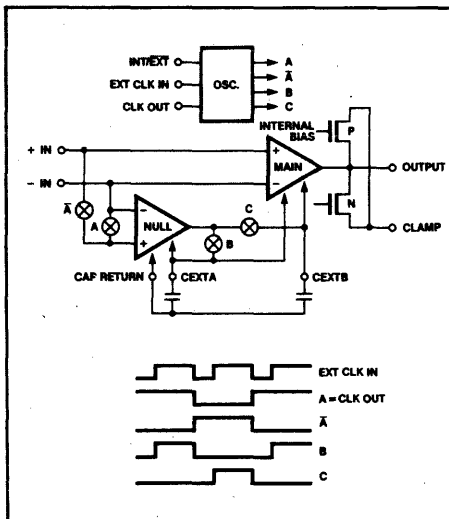 INT/EXT
A
EXT CLK IN
OSC.
A
B
CLK OUT
C
INTERNAL
BIAS
P
+ IN
+
MAIN
OUTPUT
− IN
−
N
A
A
−
NULL
C
CLAMP
+
B
CAP RETURN
CEXTA
CEXTB
EXT CLK IN
A = CLK OUT
A
B
C